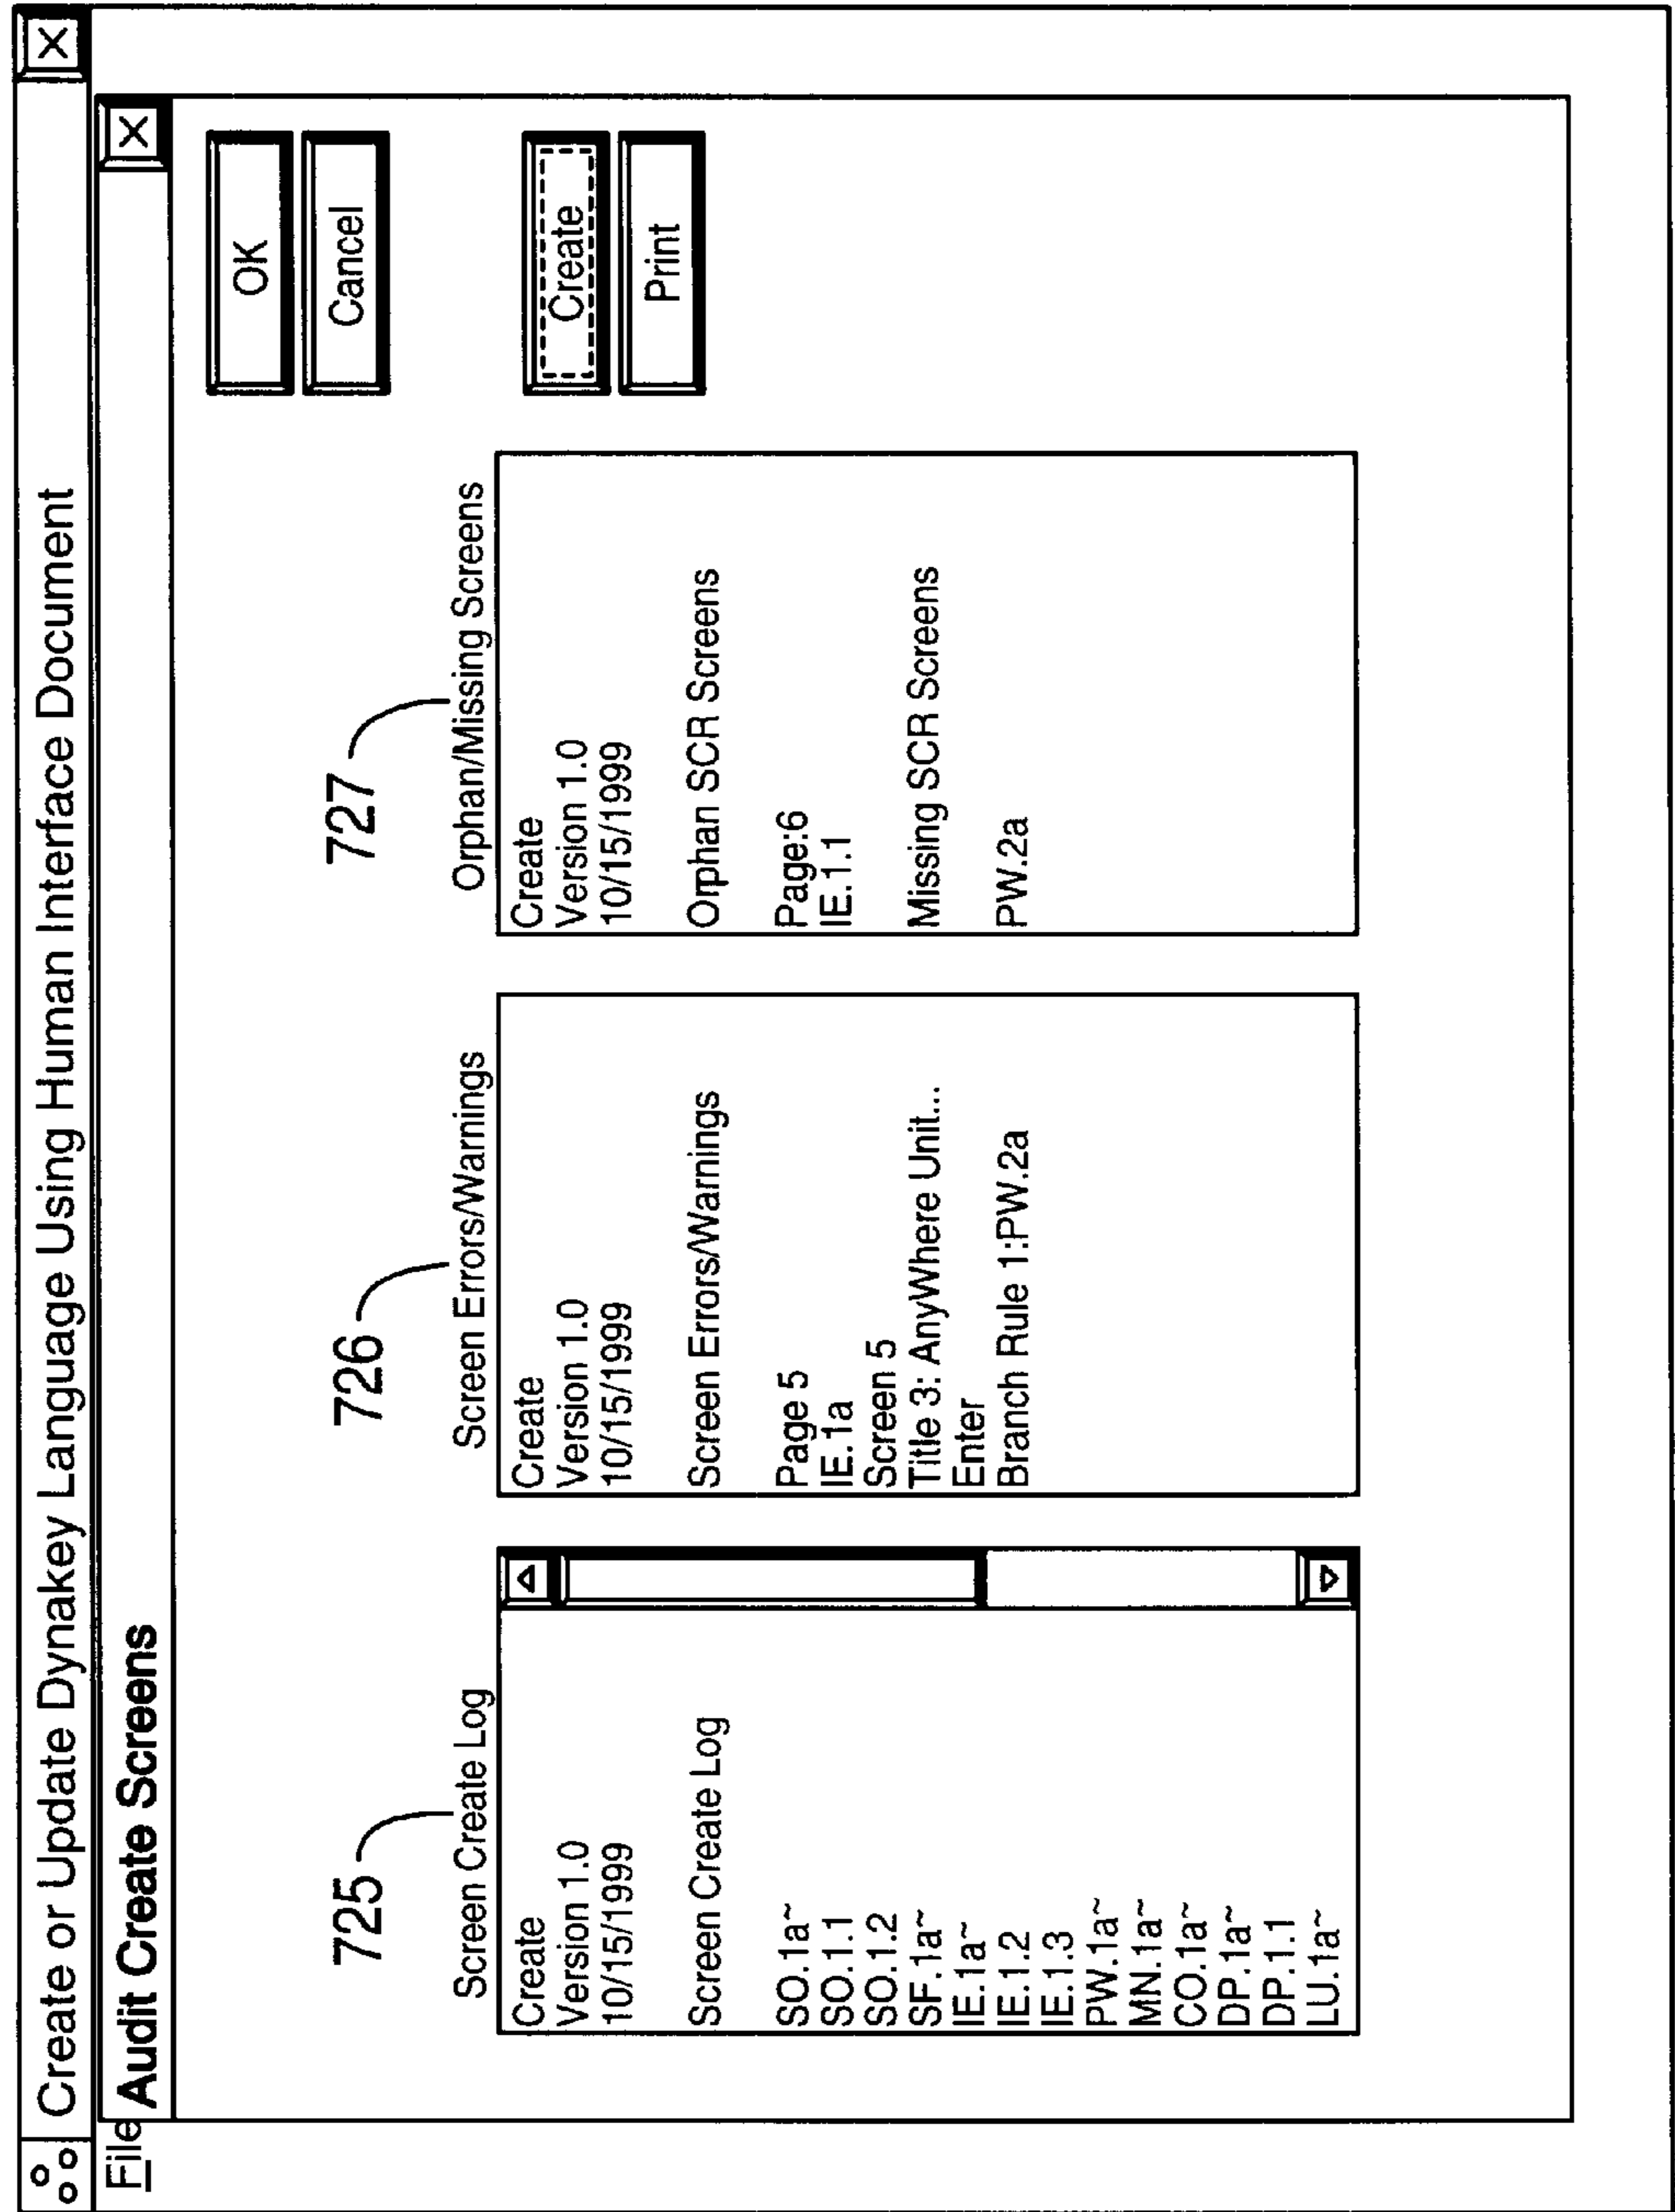 Create or Update Dynakey Language Using Human Interface Document
File
Audit Create Screens
725
Screen Create Log
Create
Version 1.0
10/15/1999
Screen Create Log
SO.1a~
SO.1.1
SO.1.2
SF.1a~
IE.1a~
IE.1.2
IE.1.3
PW.1a~
MN.1a~
CO.1a~
DP.1a~
DP.1.1
LU.1a~
726
Screen Errors/Warnings
Create
Version 1.0
10/15/1999
Screen Errors/Warnings
Page 5
IE.1a
Screen 5
Title 3: AnyWhere Unit...
Enter
Branch Rule 1:PW.2a
727
Orphan/Missing Screens
Create
Version 1.0
10/15/1999
Orphan SCR Screens
Page:6
IE.1.1
Missing SCR Screens
PW.2a
OK
Cancel
Create
Print